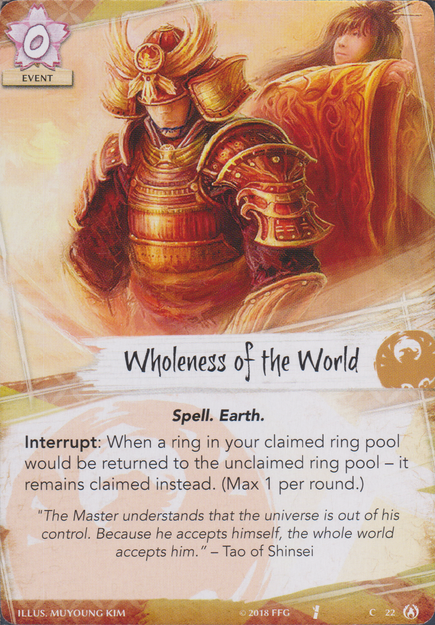 0
EVENT
Wholeness of the World
Spell. Earth.
Interrupt: When a ring in your claimed ring pool
would be returned to the unclaimed ring pool – it
remains claimed instead. (Max 1 per round.)
"The Master understands that the universe is out of his
control. Because he accepts himself, the whole world
accepts him.” – Tao of Shinsei
ILLUS. MUYOUNG KIM © 2018 FFG C 22